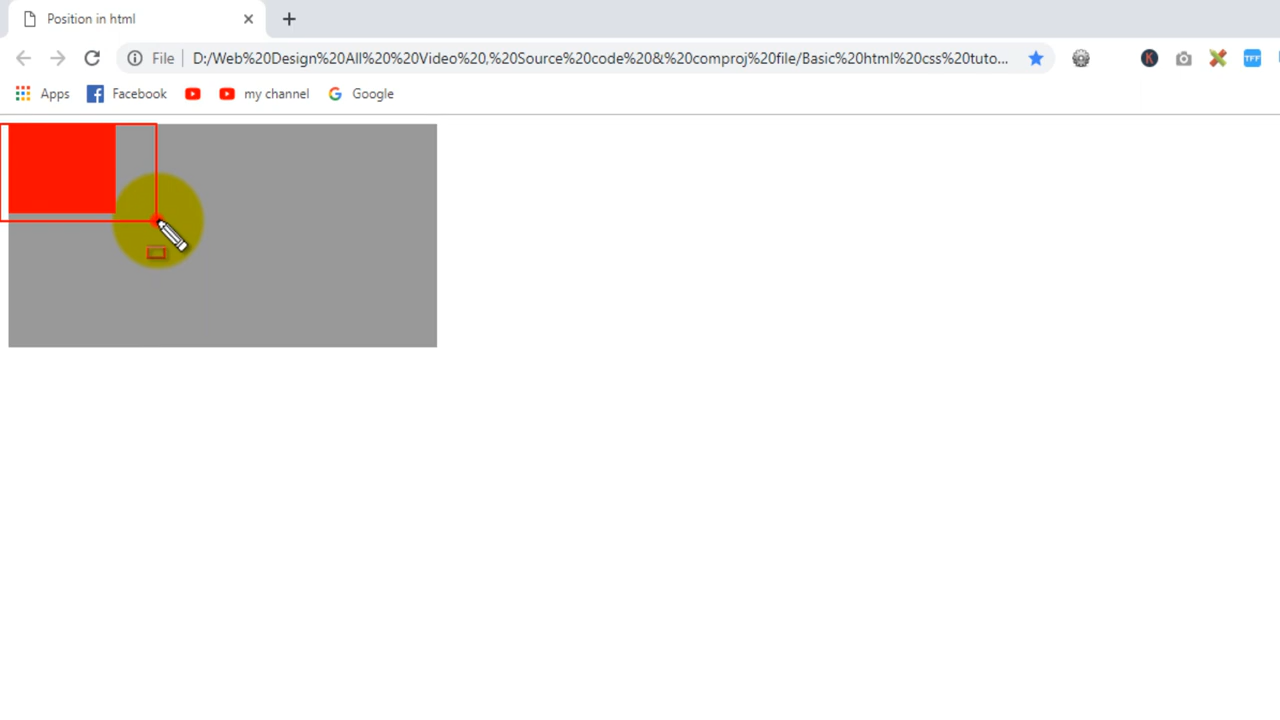 Position in html
File D:/Web%20Design%20All%20%20Video%20,%20Source%20code%20&%20comproj%20file/Basic%20html%20css%20tuto...
K
TFF
Apps Facebook my channel Google